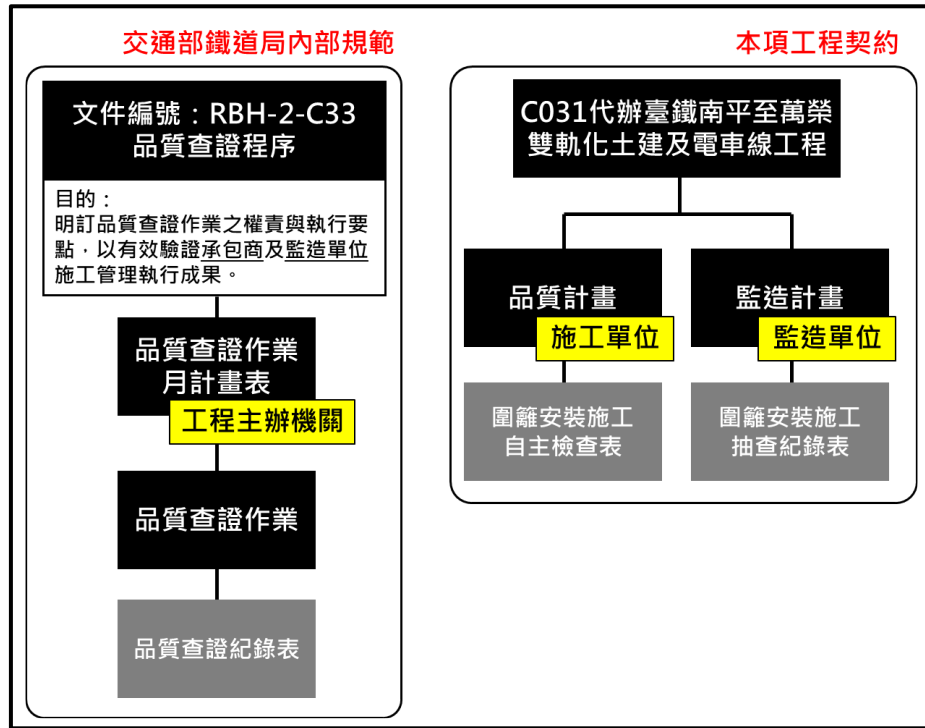 交通部鐵道局內部規範
文件編號：RBH-2-C33
品質查證程序
目的：
明訂品質查證作業之權責與執行要
點，以有效驗證承包商及監造單位
施工管理執行成果。
品質查證作業
月計畫表
工程主辦機關
品質查證作業
品質查證紀錄表
本項工程契約
C031代辦臺鐵南平至萬榮
雙軌化土建及電車線工程
品質計畫
施工單位
圍籬安裝施工
自主檢查表
監造計畫
監造單位
圍籬安裝施工
抽查紀錄表